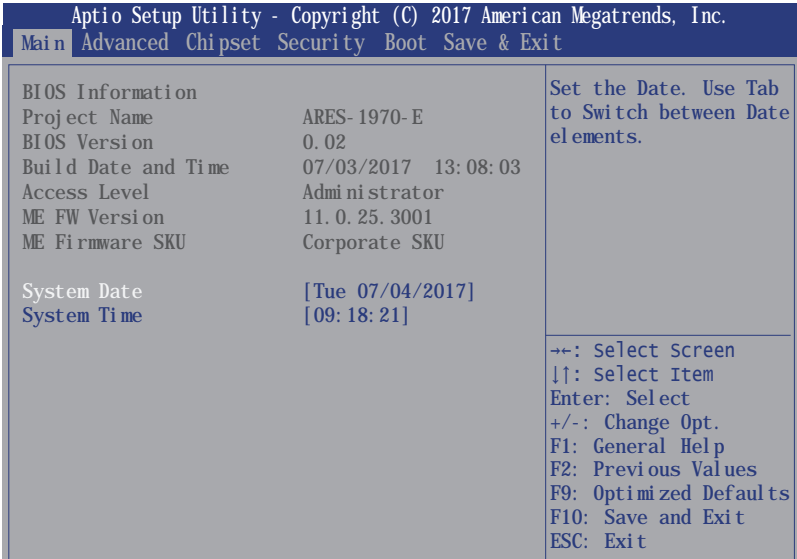 Aptio Setup Utility - Copyright (C) 2017 American Megatrends, Inc.
Main Advanced Chipset Security Boot Save & Exit
BIOS Information
Project Name ARES-1970-E
BIOS Version 0.02
Build Date and Time 07/03/2017 13:08:03
Access Level Administrator
ME FW Version 11.0.25.3001
ME Firmware SKU Corporate SKU
System Date [Tue 07/04/2017]
System Time [09:18:21]
Set the Date. Use Tab
to Switch between Date
elements.
→←: Select Screen
↓↑: Select Item
Enter: Select
+/-: Change Opt.
F1: General Help
F2: Previous Values
F9: Optimized Defaults
F10: Save and Exit
ESC: Exit